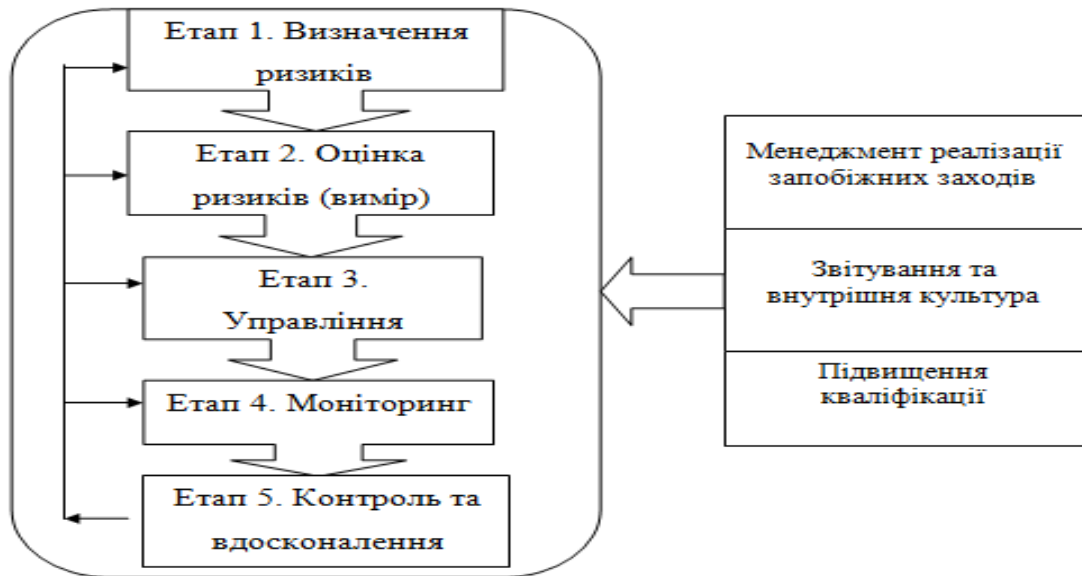 Етап 1. Визначення
ризиків
Етап 2. Оцінка
ризиків (вимір)
Етап 3.
Управління
Етап 4. Моніторинг
Етап 5. Контроль та
вдосконалення
Менеджмент реалізації
запобіжних заходів
Звітування та
внутрішня культура
Підвищення
кваліфікації